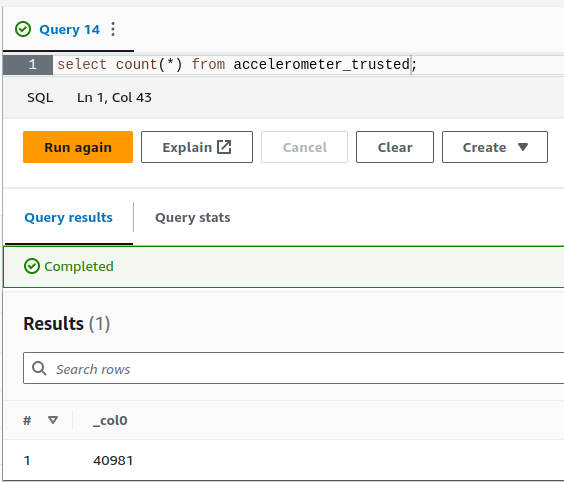 Query 14
1 select count(*) from accelerometer_trusted;
SQL Ln 1, Col 43
Run again Explain Cancel Clear Create
Query results Query stats
Completed
Results (1)
Search rows
# _col0
1 40981